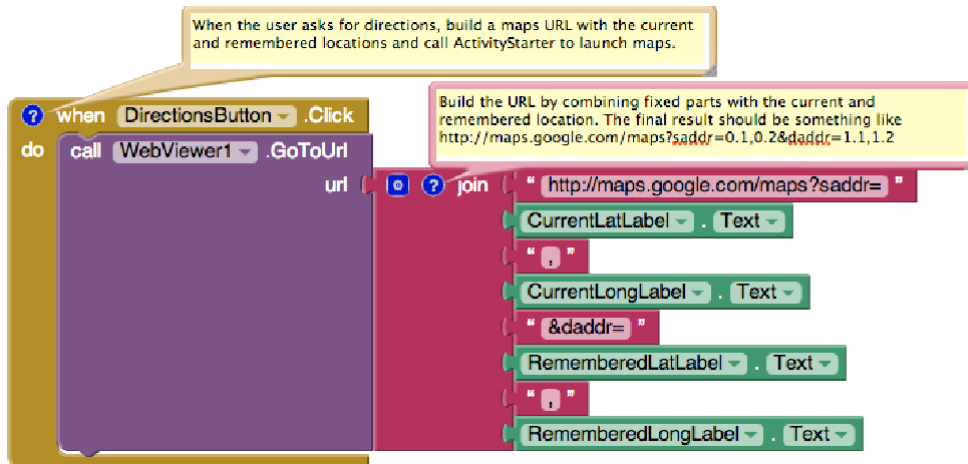 When the user asks for directions, build a maps URL with the current
and remembered locations and call ActivityStarter to launch maps.
? when DirectionsButton .Click
Build the URL by combining fixed parts with the current and
remembered location. The final result should be something like
http://maps.google.com/maps?saddr=0.1,0.2&daddr=1.1,1.2
do call WebViewer1 .GoToUrl
url ? join " http://maps.google.com/maps?saddr= "
CurrentLatLabel . Text
" , "
CurrentLongLabel . Text
" &daddr= "
RememberedLatLabel . Text
" , "
RememberedLongLabel . Text